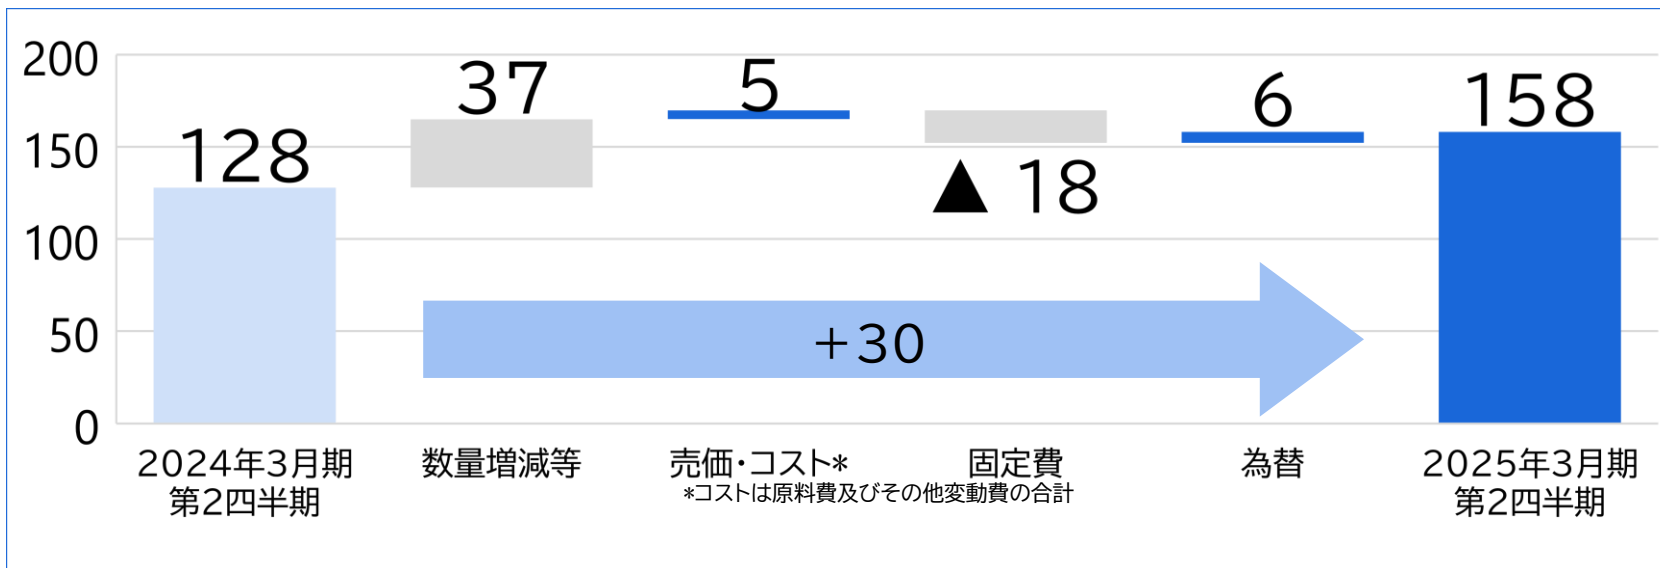 200
150
100
50
0
128
37
5
▲ 18
6
158
+30
2024年3月期
第2四半期
数量増減等
売価・コスト*
固定費
為替
2025年3月期
第2四半期
*コストは原料費及びその他変動費の合計